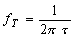 f_T = 1 / (2π τ)